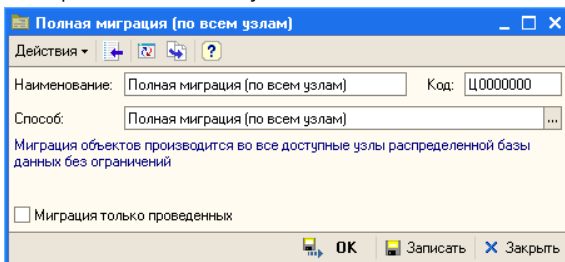 Полная миграция (по всем узлам)
Действия
Наименование: Полная миграция (по всем узлам) Код: Ц0000000
Способ: Полная миграция (по всем узлам) ...
Миграция объектов производится во все доступные узлы распределенной базы
данных без ограничений
Миграция только проведенных
OK Записать Закрыть